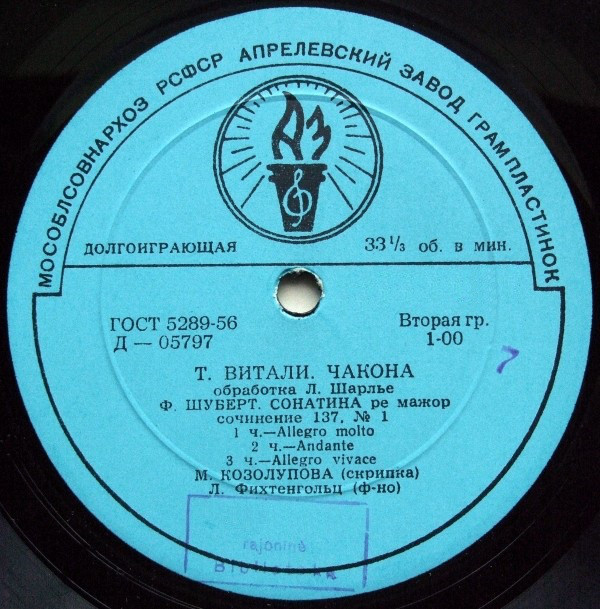 МОСОБЛСОВНАРХОЗ РСФСР АПРЕЛЕВСКИЙ ЗАВОД ГРАМПЛАСТИНОК
АЗ
ДОЛГОИГРАЮЩАЯ 33⅓ об. в мин.
ГОСТ 5289-56 Вторая гр.
Д — 05797 1-00
7
Т. ВИТАЛИ. ЧАКОНА
обработка Л. Шарлье
Ф. ШУБЕРТ. СОНАТИНА ре мажор
сочинение 137, № 1
1 ч.—Allegro molto
2 ч.—Andante
3 ч.—Allegro vivace
М. КОЗОЛУПОВА (скрипка)
Л. Фихтенгольц (ф-но)
rajoninė